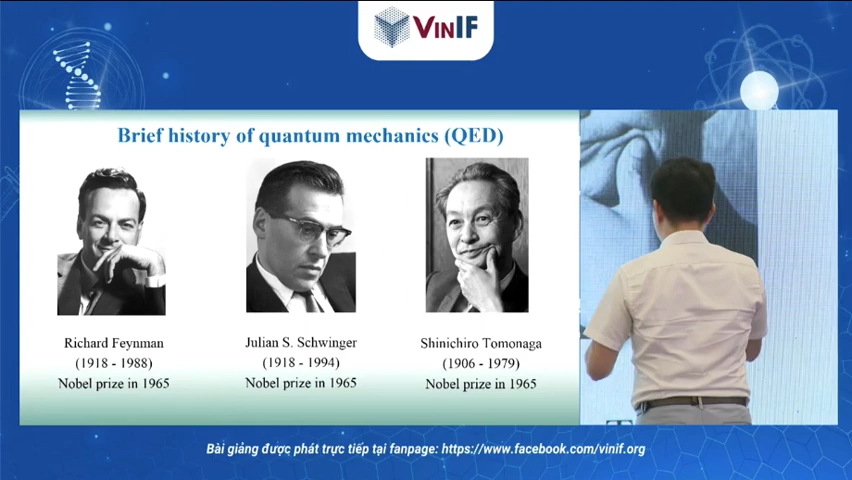 VINIF
Brief history of quantum mechanics (QED)
Richard Feynman
(1918 - 1988)
Nobel prize in 1965
Julian S. Schwinger
(1918 - 1994)
Nobel prize in 1965
Shinichiro Tomonaga
(1906 - 1979)
Nobel prize in 1965
Bài giảng được phát trực tiếp tại fanpage: https://www.facebook.com/vinif.org